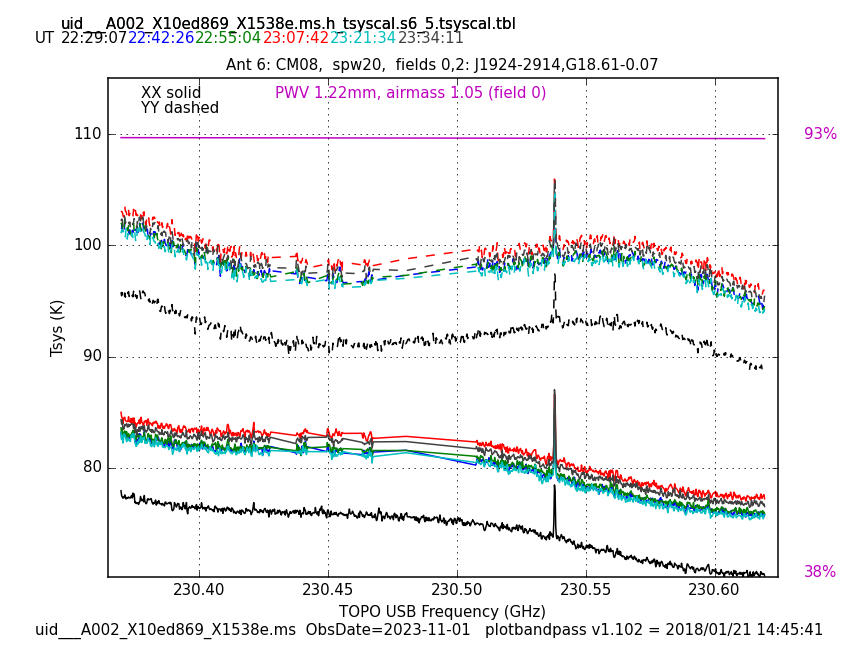 uid___A002_X10ed869_X1538e.ms.h_tsyscal.s6_5.tsyscal.tbl
UT 22:29:07 22:42:26 22:55:04 23:07:42 23:21:34 23:34:11
Ant 6: CM08,  spw20,  fields 0,2: J1924-2914,G18.61-0.07
XX solid
PWV 1.22mm, airmass 1.05 (field 0)
YY dashed
110
93%
100
90
80
Tsys (K)
38%
230.40 230.45 230.50 230.55 230.60
TOPO USB Frequency (GHz)
uid___A002_X10ed869_X1538e.ms  ObsDate=2023-11-01   plotbandpass v1.102 = 2018/01/21 14:45:41